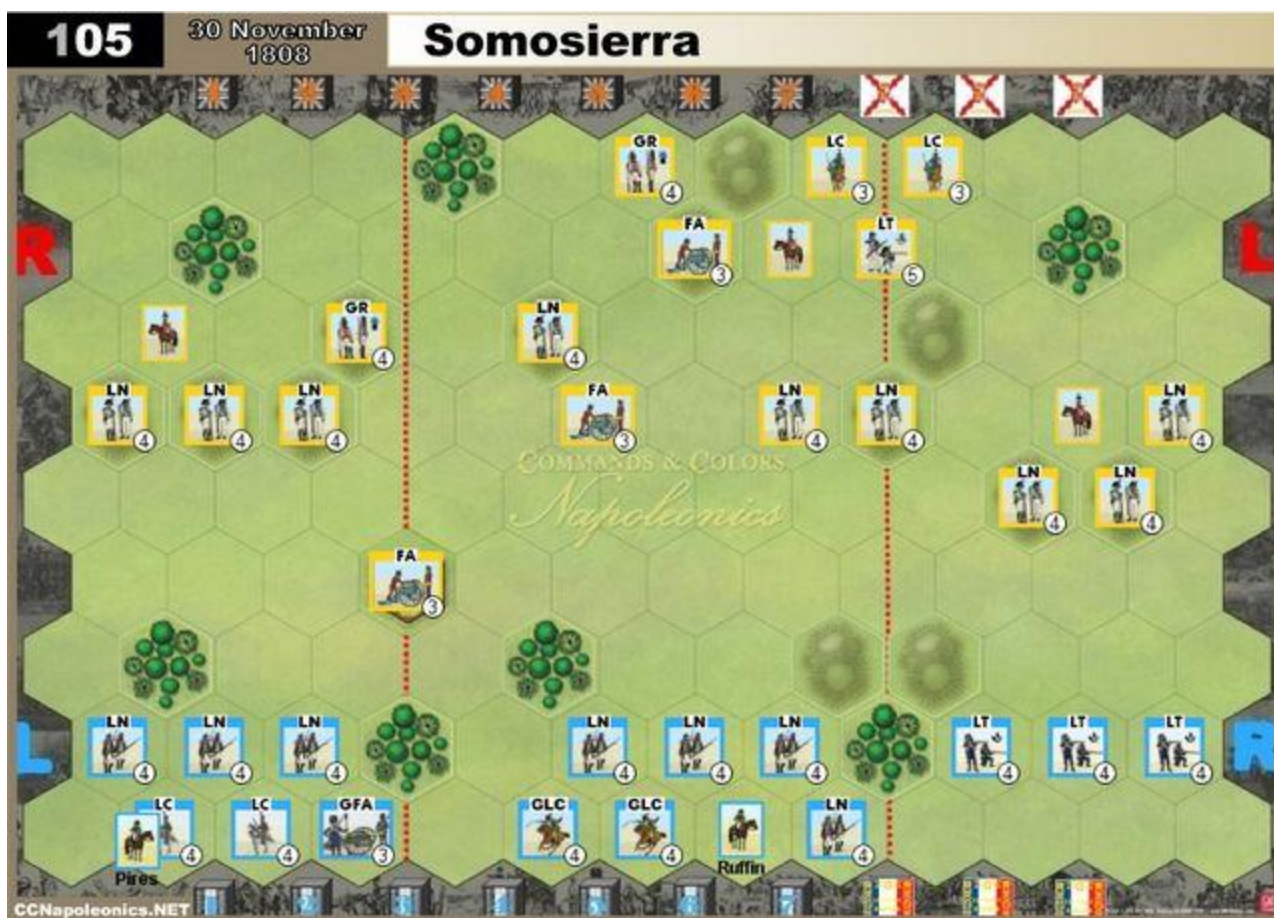 105
30 November
1808
Somosierra
GR 4
LC 3
LC 3
R
FA 3
LT 5
L
GR 4
LN 4
LN 4
LN 4
LN 4
FA 3
LN 4
LN 4
LN 4
COMMANDS & COLORS
Napoleonics
LN 4
LN 4
FA 3
L
LN 4
LN 4
LN 4
LN 4
LN 4
LN 4
LT 4
LT 4
LT 4
R
LC 4
LC 4
GFA 3
GLC 4
GLC 4
LN 4
Pires
Ruffin
CCNapoleonics.NET